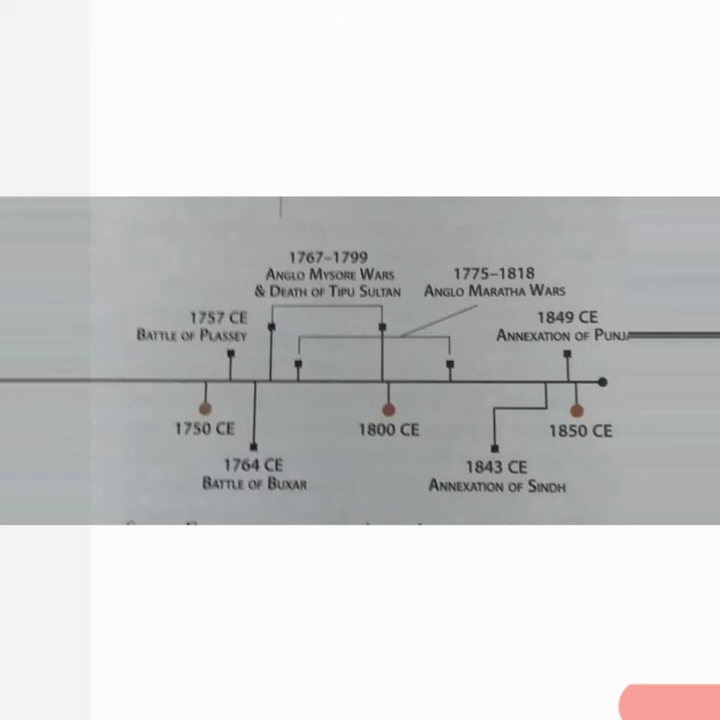 1767–1799
ANGLO MYSORE WARS
& DEATH OF TIPU SULTAN
1775–1818
ANGLO MARATHA WARS
1757 CE
BATTLE OF PLASSEY
1849 CE
ANNEXATION OF
1750 CE
1800 CE
1850 CE
1764 CE
BATTLE OF BUXAR
1843 CE
ANNEXATION OF SINDH